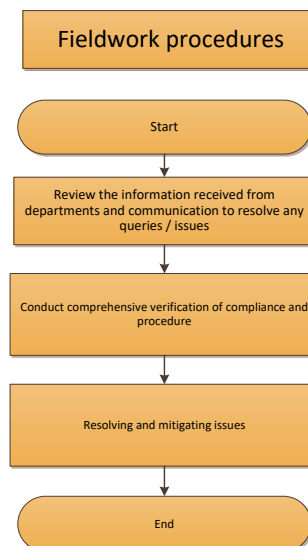 Fieldwork procedures
Start
Review the information received from
departments and communication to resolve any
queries / issues
Conduct comprehensive verification of compliance and
procedure
Resolving and mitigating issues
End